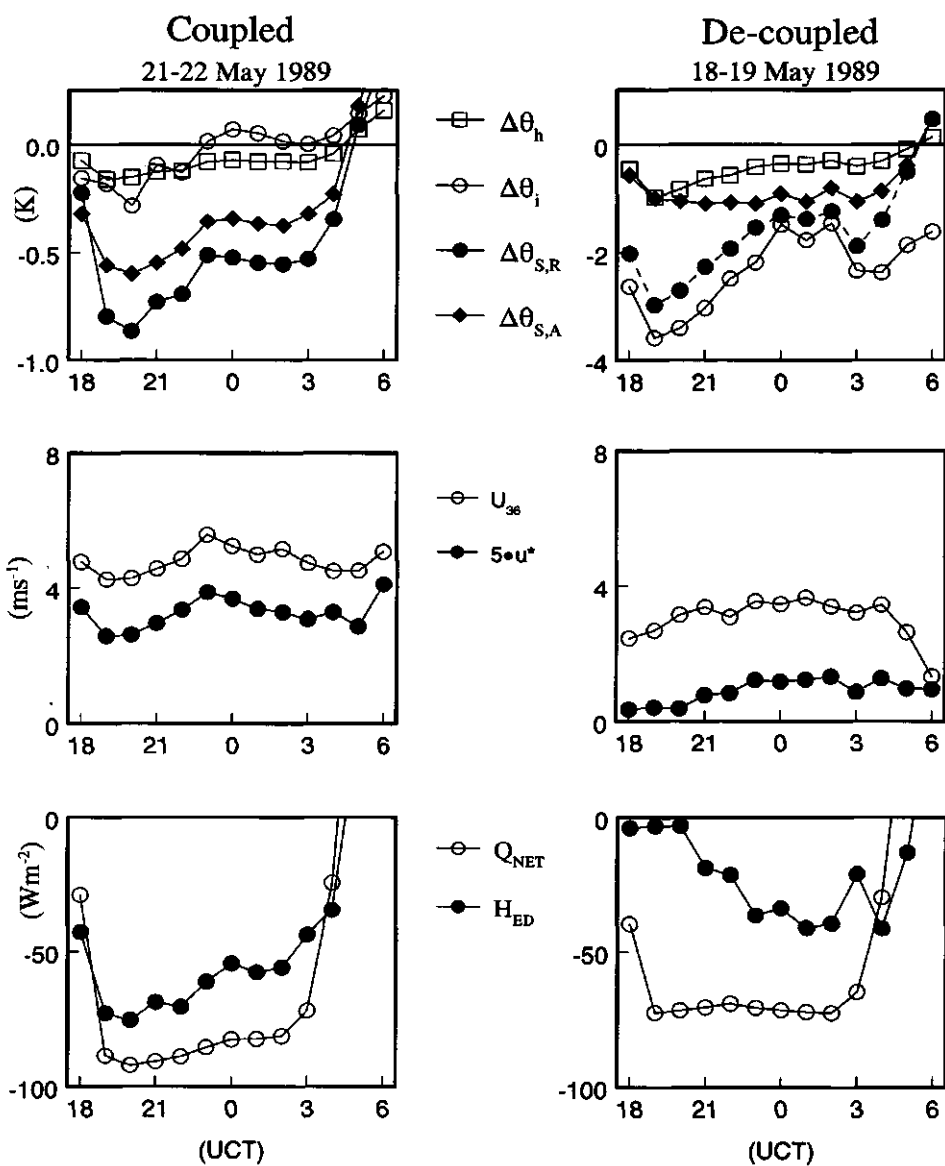 Coupled
21-22 May 1989
De-coupled
18-19 May 1989
0.0
-0.5
-1.0
(K)
18
21
0
3
6
Δθh
Δθi
ΔθS,R
ΔθS,A
0
-2
-4
18
21
0
3
6
8
4
0
(ms-1)
18
21
0
3
6
U36
5•u*
8
4
0
18
21
0
3
6
0
-50
-100
(Wm-2)
18
21
0
3
6
(UCT)
QNET
HED
0
-50
-100
18
21
0
3
6
(UCT)